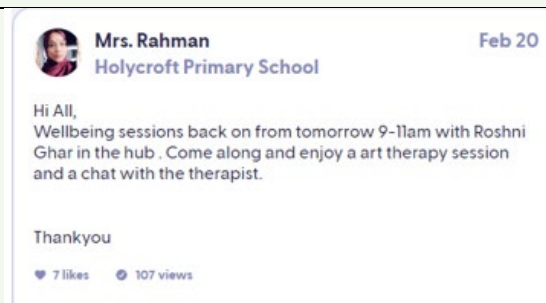 Mrs. Rahman
Feb 20
Holycroft Primary School
Hi All,
Wellbeing sessions back on from tomorrow 9-11am with Roshni
Ghar in the hub . Come along and enjoy a art therapy session
and a chat with the therapist.
Thankyou
7 likes
107 views